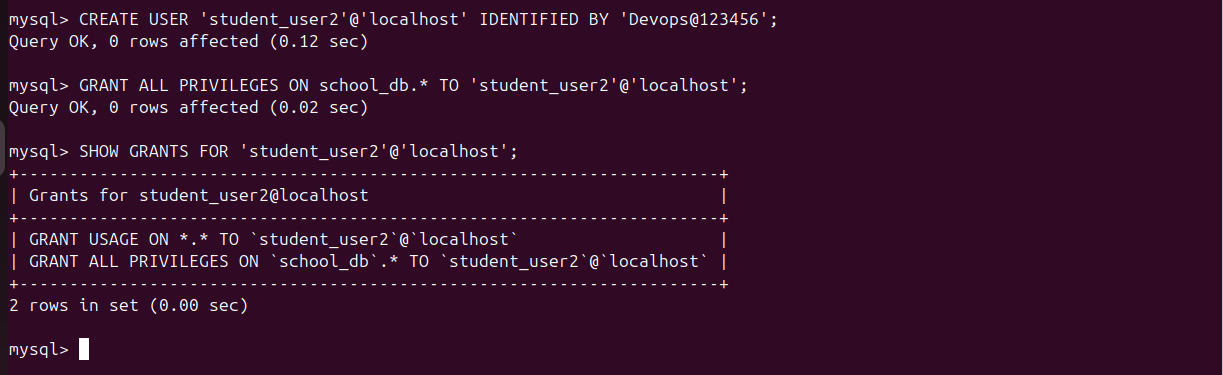 mysql> CREATE USER 'student_user2'@'localhost' IDENTIFIED BY 'Devops@123456';
Query OK, 0 rows affected (0.12 sec)
mysql> GRANT ALL PRIVILEGES ON school_db.* TO 'student_user2'@'localhost';
Query OK, 0 rows affected (0.02 sec)
mysql> SHOW GRANTS FOR 'student_user2'@'localhost';
+----------------------------------------------------------------------+
| Grants for student_user2@localhost                                   |
+----------------------------------------------------------------------+
| GRANT USAGE ON *.* TO `student_user2`@`localhost`                    |
| GRANT ALL PRIVILEGES ON `school_db`.* TO `student_user2`@`localhost` |
+----------------------------------------------------------------------+
2 rows in set (0.00 sec)
mysql>